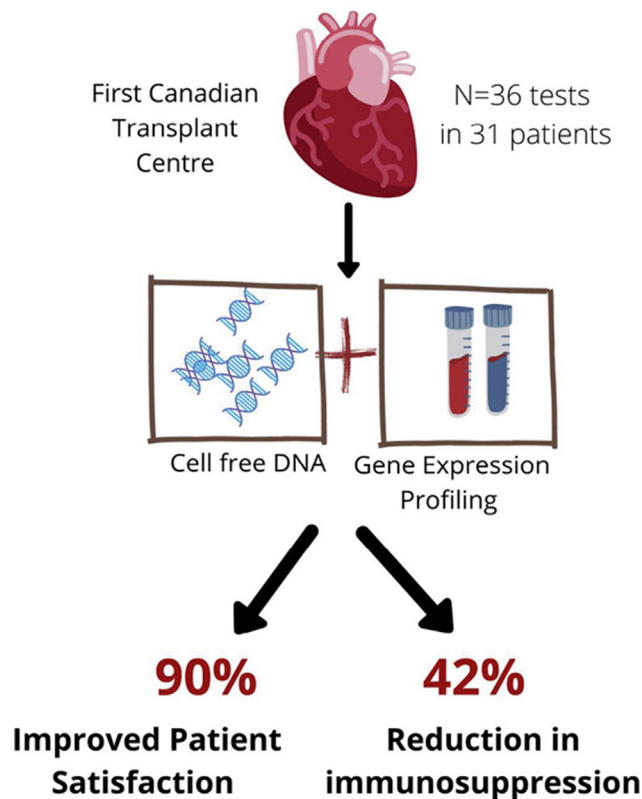 First Canadian
Transplant
Centre
N=36 tests
in 31 patients
Cell free DNA
Gene Expression
Profiling
90%
Improved Patient
Satisfaction
42%
Reduction in
immunosuppression